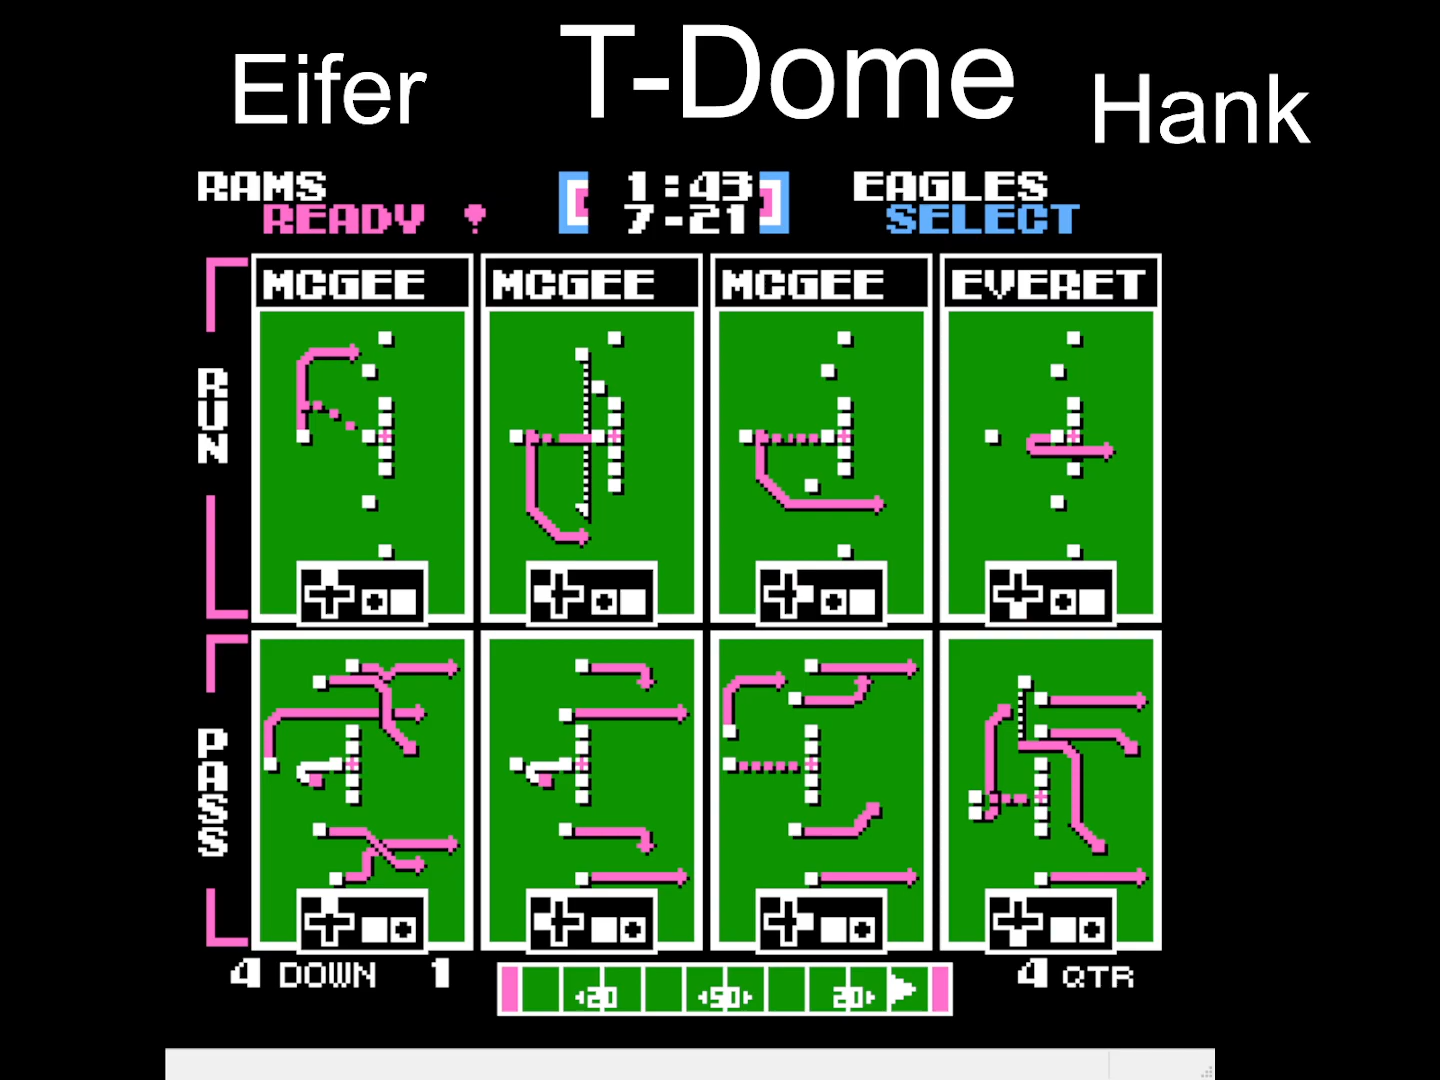 Eifer T-Dome Hank
RAMS 1:43 EAGLES
READY ! 7-21 SELECT
MCGEE MCGEE MCGEE EVERET
RUN
PASS
4 DOWN 1 4 QTR
20 50 20